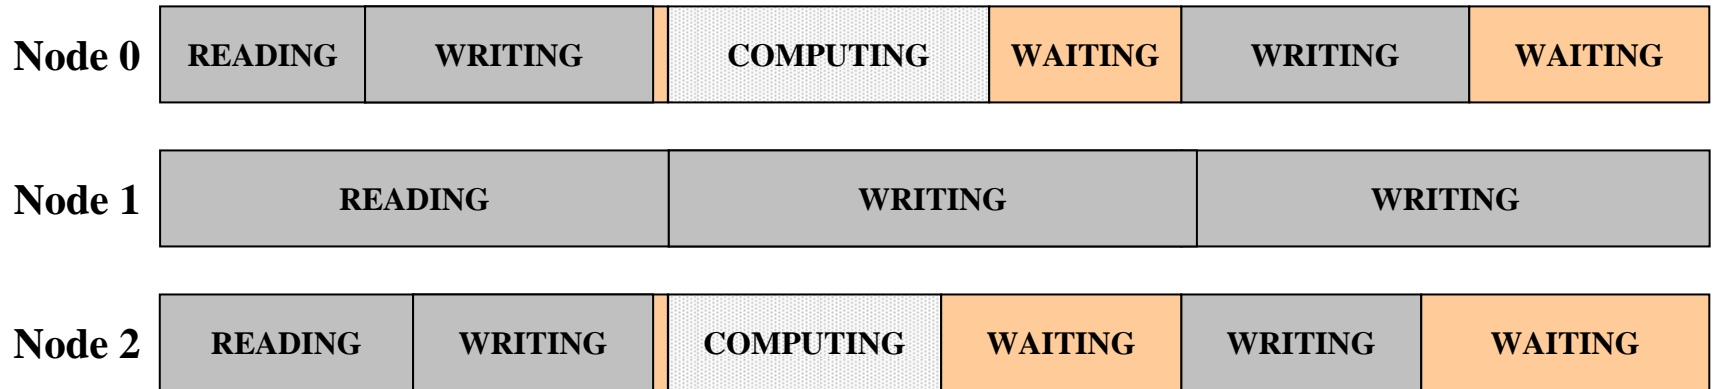 Node 0 READING WRITING COMPUTING WAITING WRITING WAITING
Node 1 READING WRITING WRITING
Node 2 READING WRITING COMPUTING WAITING WRITING WAITING